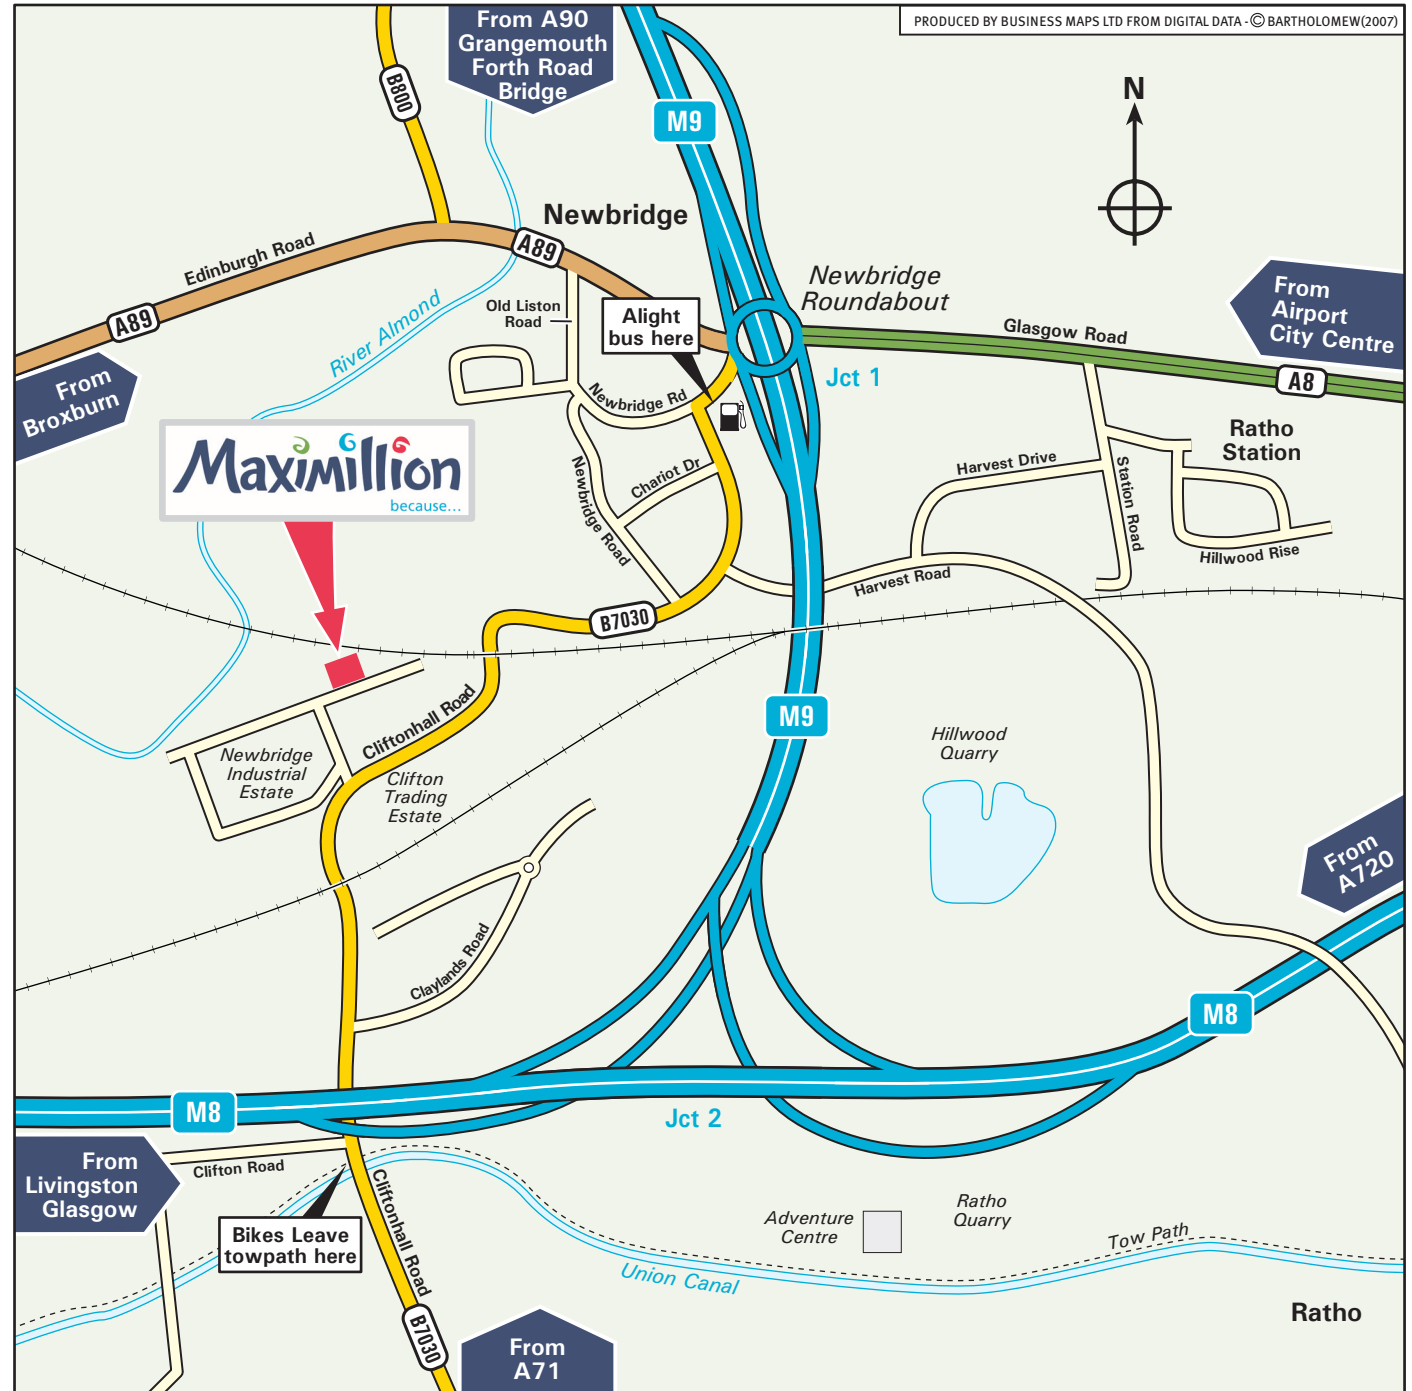 PRODUCED BY BUSINESS MAPS LTD FROM DIGITAL DATA - © BARTHOLOMEW(2007)
From A90
Grangemouth
Forth Road
Bridge
B800
M9
N
Newbridge
A89
Edinburgh Road
A89
River Almond
Old Liston
Road
Alight
bus here
Newbridge
Roundabout
Glasgow Road
From
Airport
City Centre
A8
Jct 1
From
Broxburn
Newbridge Rd
Maximillion
because...
Chariot Dr
Newbridge Road
Harvest Drive
Station Road
Ratho
Station
Hillwood Rise
Harvest Road
B7030
Cliftonhall Road
M9
Newbridge
Industrial
Estate
Clifton
Trading
Estate
Hillwood
Quarry
From
A720
Claylands Road
M8
M8
Jct 2
From
Livingston
Glasgow
Clifton Road
Cliftonhall Road
Bikes Leave
towpath here
Adventure
Centre
Ratho
Quarry
Tow Path
Union Canal
Ratho
B7030
From
A71